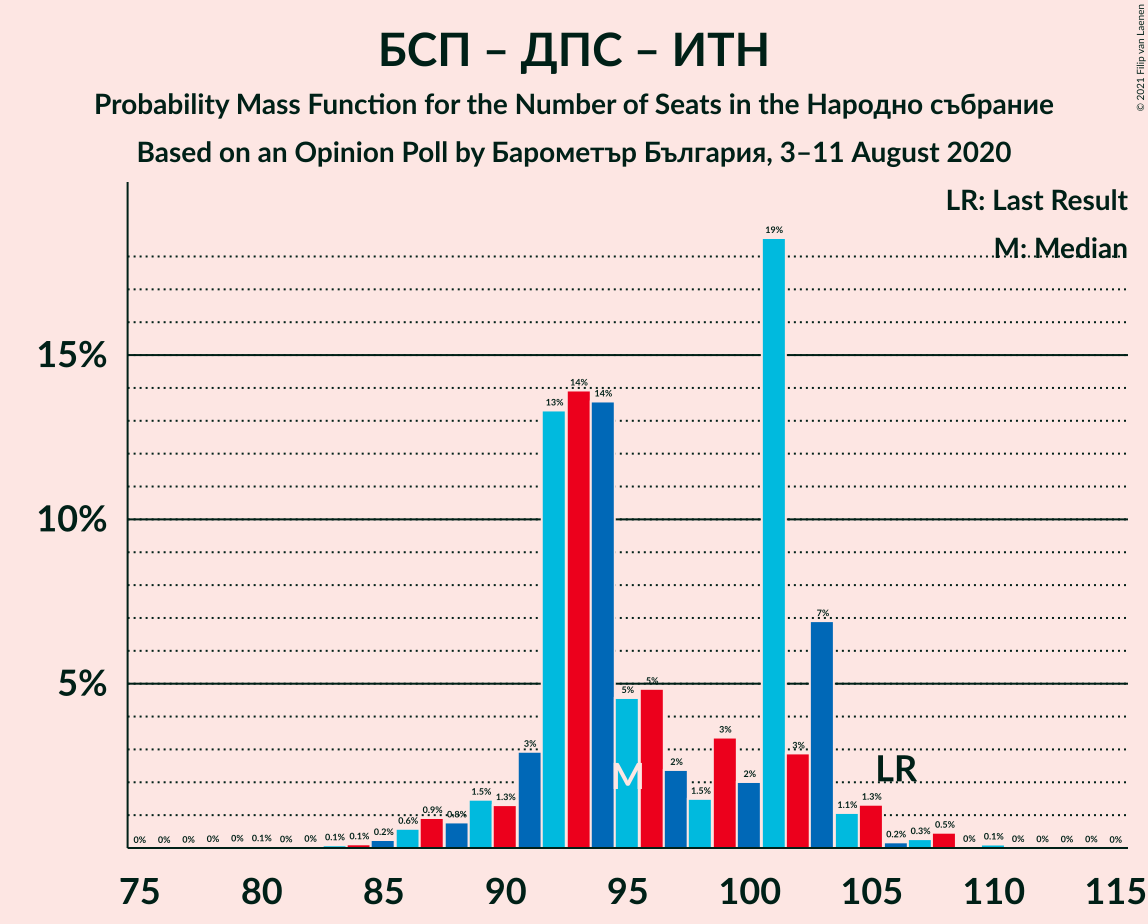 БСП – ДПС – ИТН
Probability Mass Function for the Number of Seats in the Народно събрание
Based on an Opinion Poll by Барометър България, 3–11 August 2020
© 2021 Filip van Laenen
LR: Last Result
M: Median
15%
10%
5%
0% 0% 0% 0% 0% 0.1% 0% 0% 0.1% 0.1% 0.2% 0.6% 0.9% 0.8% 1.5% 1.3% 3% 13% 14% 14% 5% 5% 2% 1.5% 3% 2% 19% 3% 7% 1.1% 1.3% 0.2% 0.3% 0.5% 0% 0.1% 0% 0% 0% 0% 0%
M
LR
75 80 85 90 95 100 105 110 115